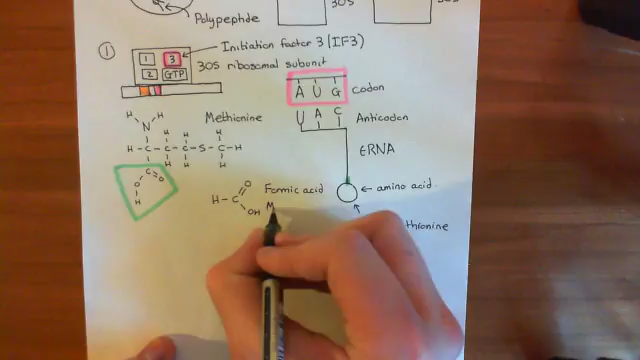 Polypeptide
30S
① Initiation factor 3 (IF3)
1 3
2 GTP
30S ribosomal subunit
A U G Codon
U A C Anticodon
tRNA
amino acid.
thionine
H H
N Methionine
H H H
H-C-C-C-S-C-H
H H H
C O
O
H
H-C O OH Formic acid
M